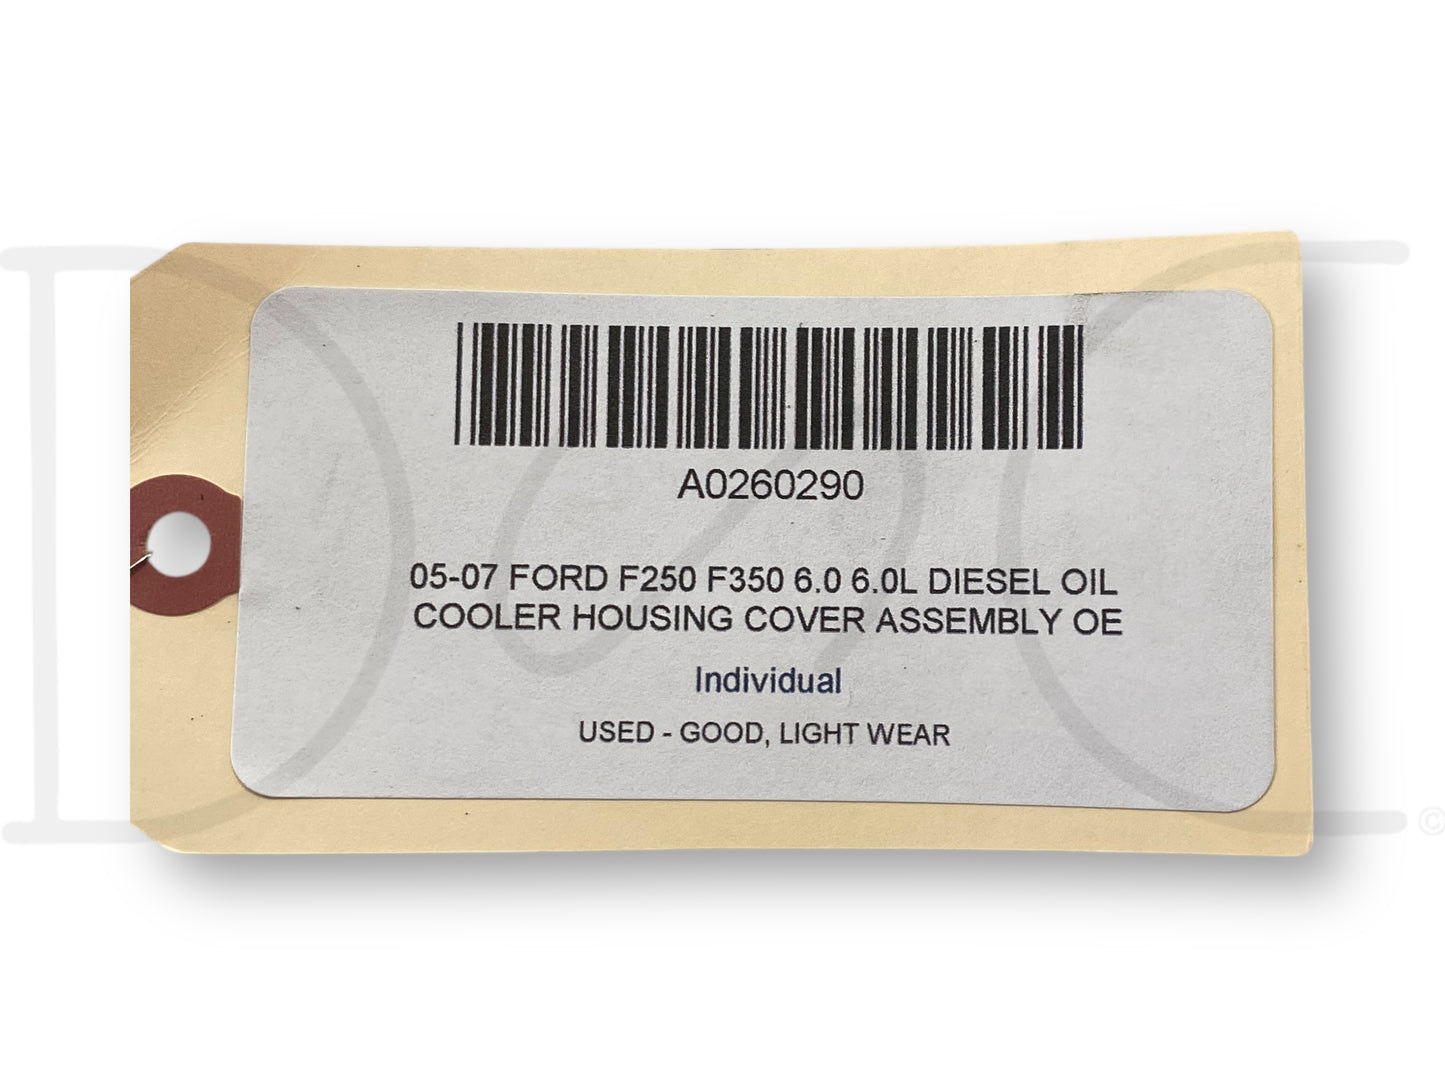 A0260290
05-07 FORD F250 F350 6.0 6.0L DIESEL OIL
COOLER HOUSING COVER ASSEMBLY OE
Individual
USED - GOOD, LIGHT WEAR
©